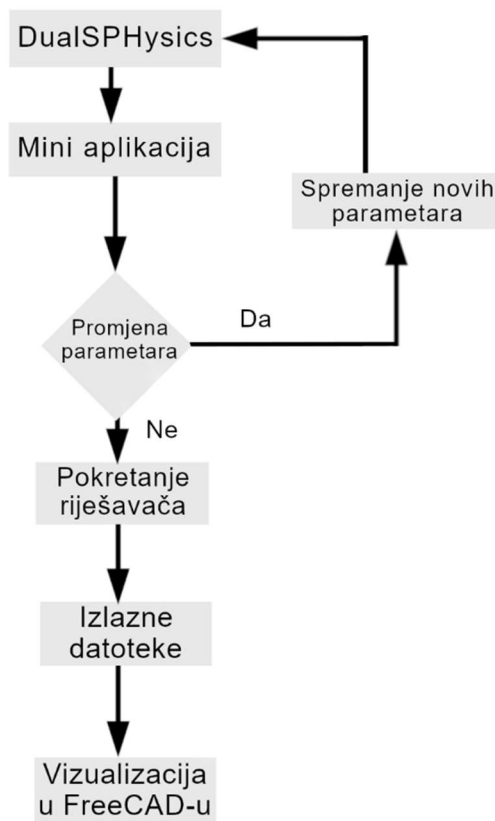 DualSPHysics
Mini aplikacija
Spremanje novih
parametara
Promjena
parametara
Da
Ne
Pokretanje
riješavača
Izlazne
datoteke
Vizualizacija
u FreeCAD-u